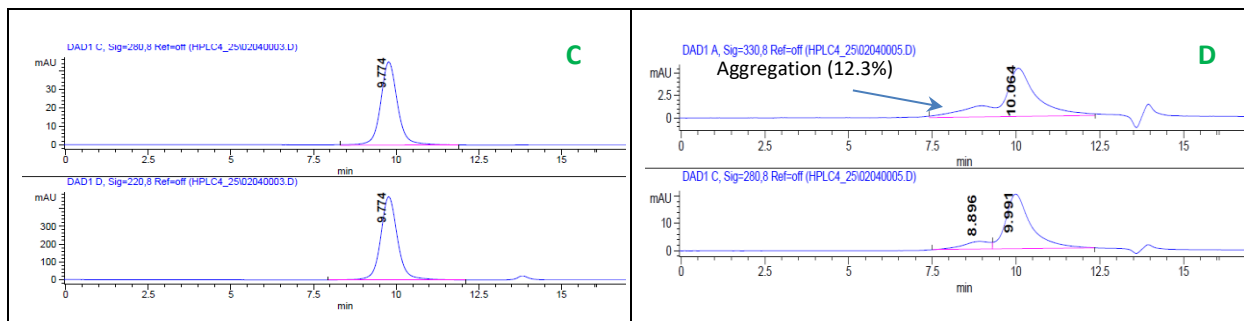 DAD1 C, Sig=280,8 Ref=off (HPLC4_25\02040003.D)
C
mAU
9.774
40
30
20
10
0
0 2.5 5 7.5 10 12.5 15
min
DAD1 D, Sig=220,8 Ref=off (HPLC4_25\02040003.D)
mAU
9.774
300
200
100
0
0 2.5 5 7.5 10 12.5 15
min
DAD1 A, Sig=330,8 Ref=off (HPLC4_25\02040005.D)
D
mAU
Aggregation (12.3%)
10.064
2.5
0
0 2.5 5 7.5 10 12.5 15
min
DAD1 C, Sig=280,8 Ref=off (HPLC4_25\02040005.D)
mAU
8.896
9.991
10
0
0 2.5 5 7.5 10 12.5 15
min